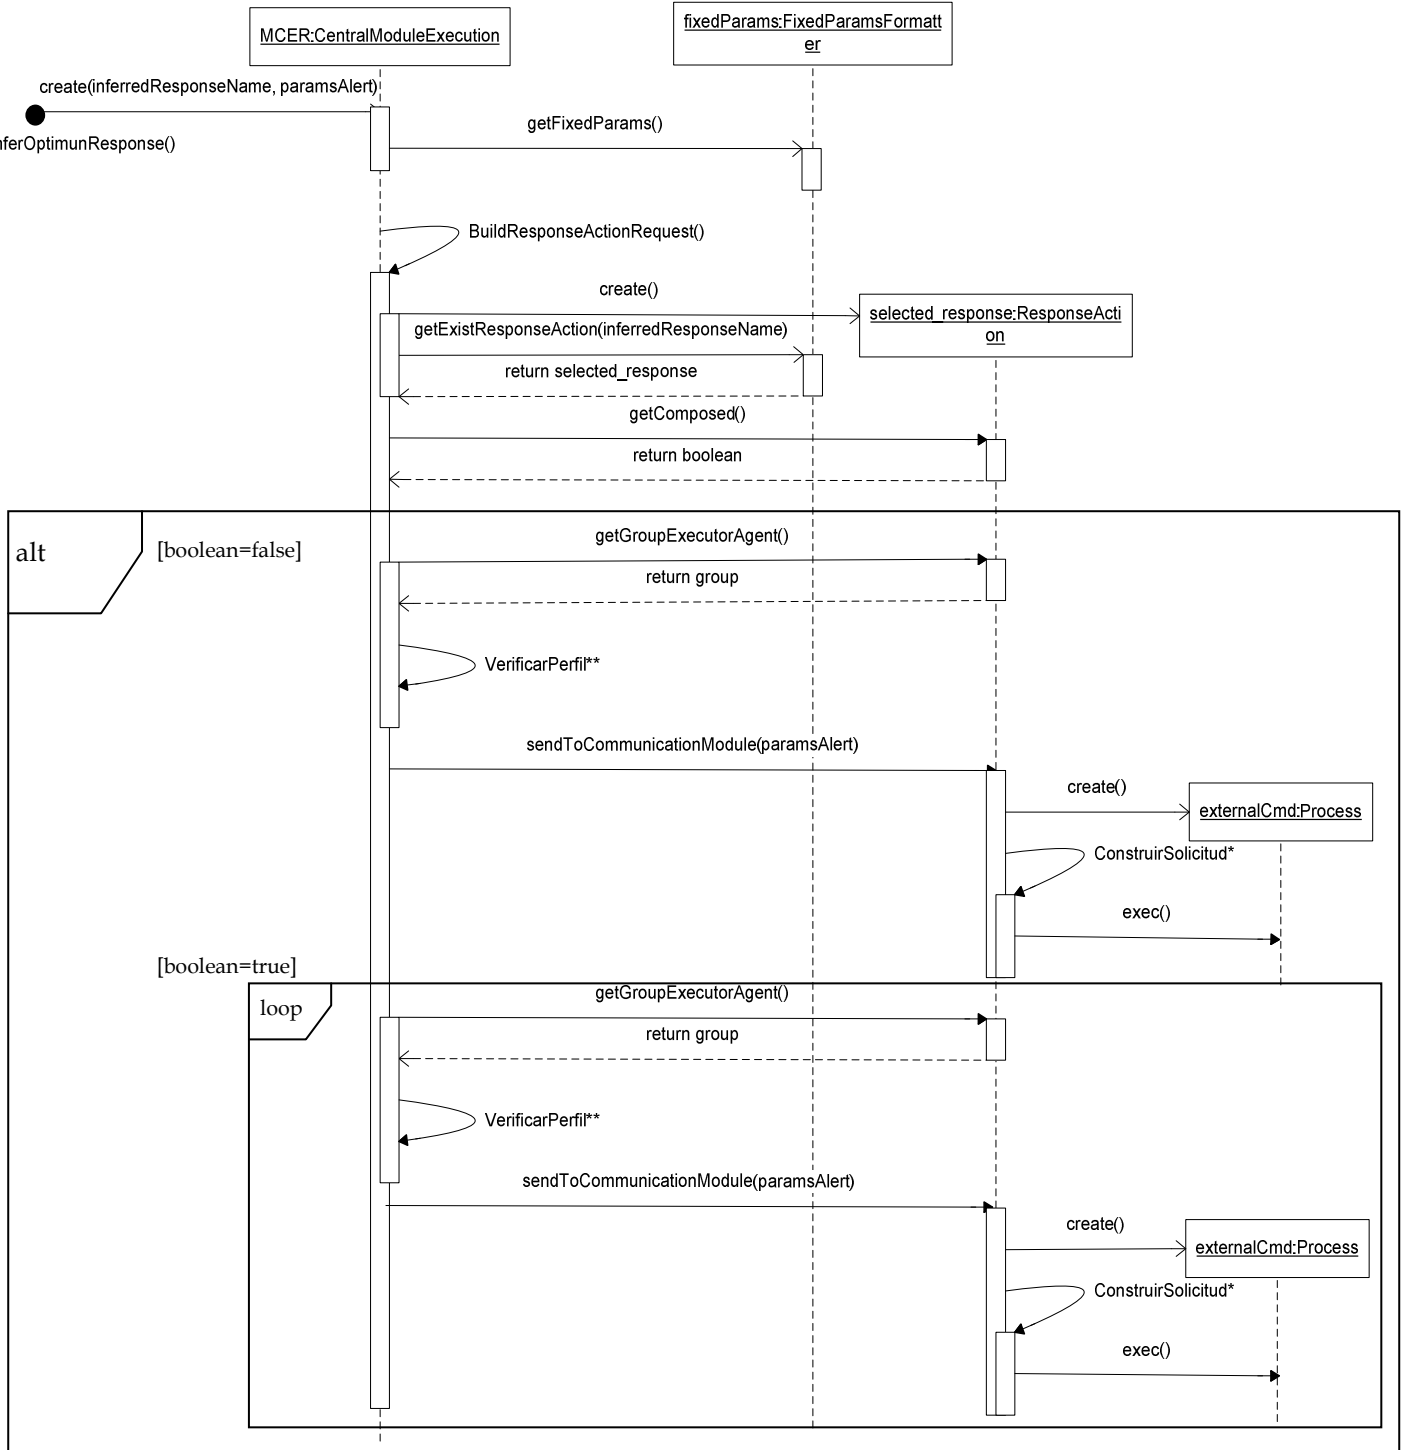 MCER:CentralModuleExecution
fixedParams:FixedParamsFormatt
er
create(inferredResponseName, paramsAlert)
nferOptimunResponse()
getFixedParams()
BuildResponseActionRequest()
create()
selected_response:ResponseActi
on
getExistResponseAction(inferredResponseName)
return selected_response
getComposed()
return boolean
alt
[boolean=false]
getGroupExecutorAgent()
return group
VerificarPerfil**
sendToCommunicationModule(paramsAlert)
create()
externalCmd:Process
ConstruirSolicitud*
exec()
[boolean=true]
loop
getGroupExecutorAgent()
return group
VerificarPerfil**
sendToCommunicationModule(paramsAlert)
create()
externalCmd:Process
ConstruirSolicitud*
exec()